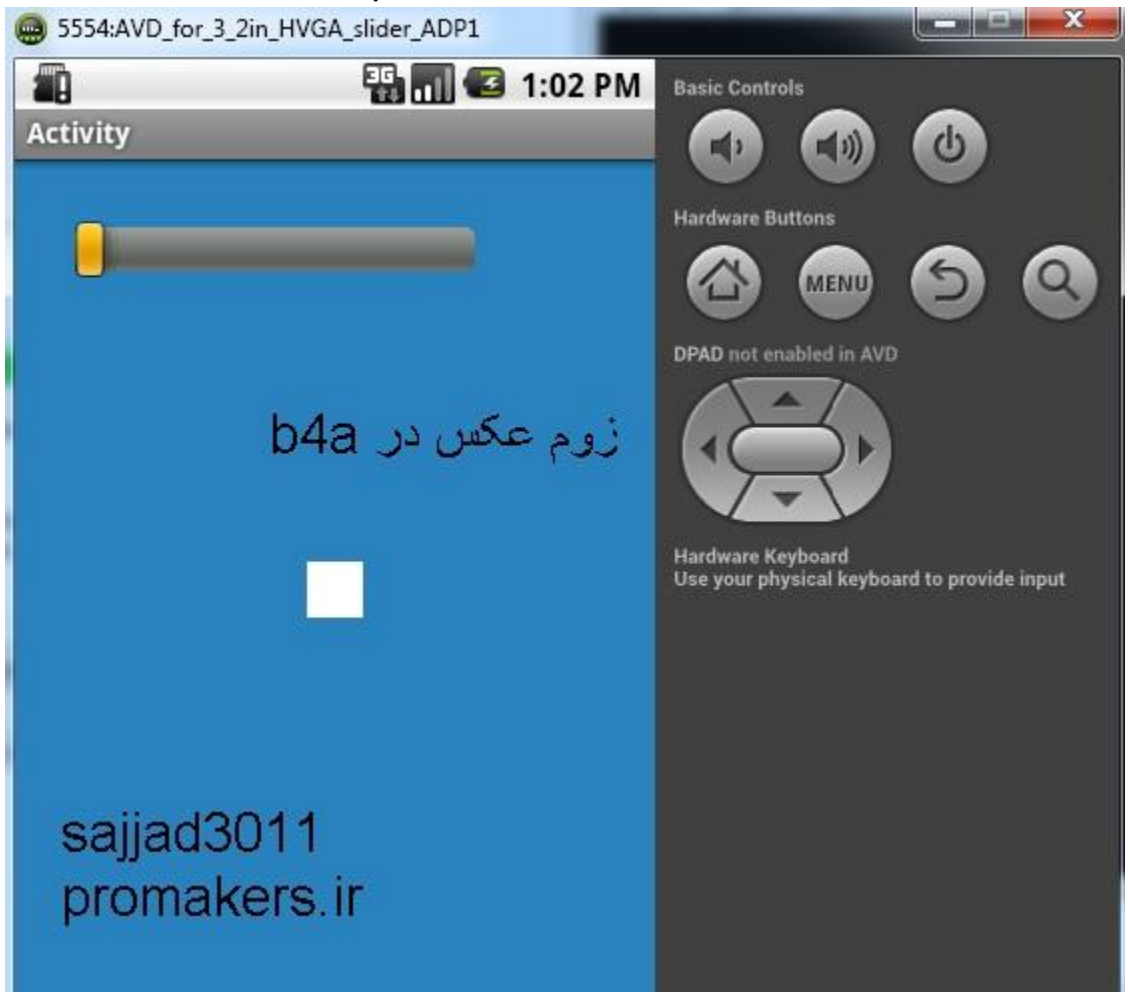 5554:AVD_for_3_2in_HVGA_slider_ADP1
3G 1:02 PM
Activity
زوم عکس در b4a
sajjad3011
promakers.ir
Basic Controls
Hardware Buttons
MENU
DPAD not enabled in AVD
Hardware Keyboard
Use your physical keyboard to provide input